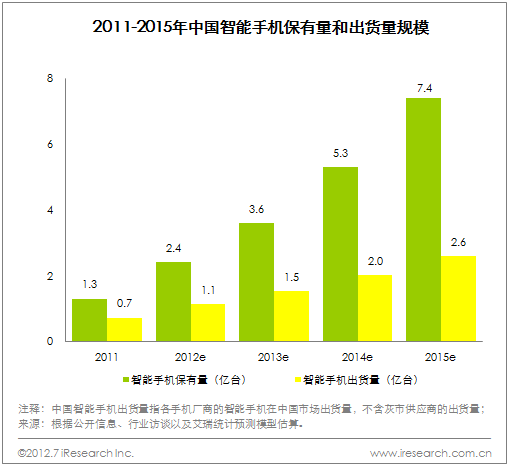 2011-2015年中国智能手机保有量和出货量规模
8
6
4
2
0
1.3
0.7
2.4
1.1
3.6
1.5
5.3
2.0
7.4
2.6
2011
2012e
2013e
2014e
2015e
智能手机保有量（亿台）
智能手机出货量（亿台）
注释：中国智能手机出货量指各手机厂商的智能手机在中国市场出货量，不含灰市供应商的出货量；
来源：根据公开信息、行业访谈以及艾瑞统计预测模型估算。
©2012.7 iResearch Inc.
www.iresearch.com.cn